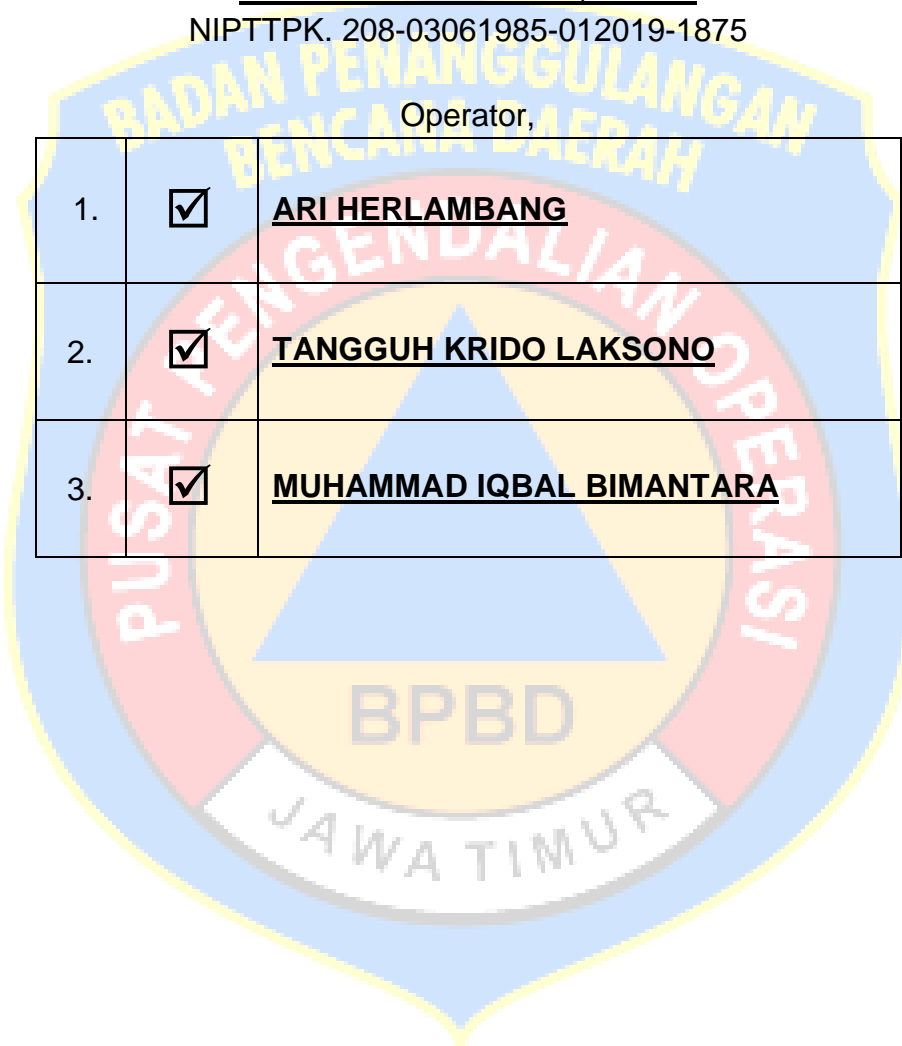 NIPTTPK. 208-03061985-012019-1875
BADAN PENANGGULANGAN
BENCANA DAERAH
Operator,
1. ☑ ARI HERLAMBANG
2. ☑ TANGGUH KRIDO LAKSONO
3. ☑ MUHAMMAD IQBAL BIMANTARA
PUSAT PENGENDALIAN OPERASI
BPBD
JAWA TIMUR